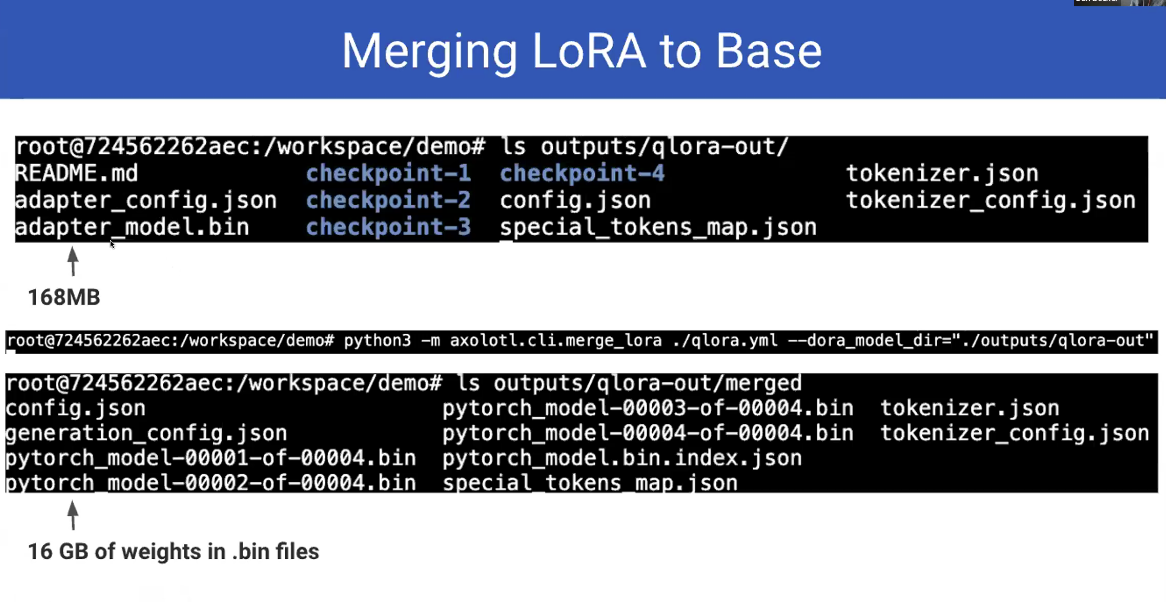 Merging LoRA to Base
root@724562262aec:/workspace/demo# ls outputs/qlora-out/
README.md checkpoint-1 checkpoint-4 tokenizer.json
adapter_config.json checkpoint-2 config.json tokenizer_config.json
adapter_model.bin checkpoint-3 special_tokens_map.json
168MB
root@724562262aec:/workspace/demo# python3 -m axolotl.cli.merge_lora ./qlora.yml --dora_model_dir="./outputs/qlora-out"
root@724562262aec:/workspace/demo# ls outputs/qlora-out/merged
config.json pytorch_model-00003-of-00004.bin tokenizer.json
generation_config.json pytorch_model-00004-of-00004.bin tokenizer_config.json
pytorch_model-00001-of-00004.bin pytorch_model.bin.index.json
pytorch_model-00002-of-00004.bin special_tokens_map.json
16 GB of weights in .bin files